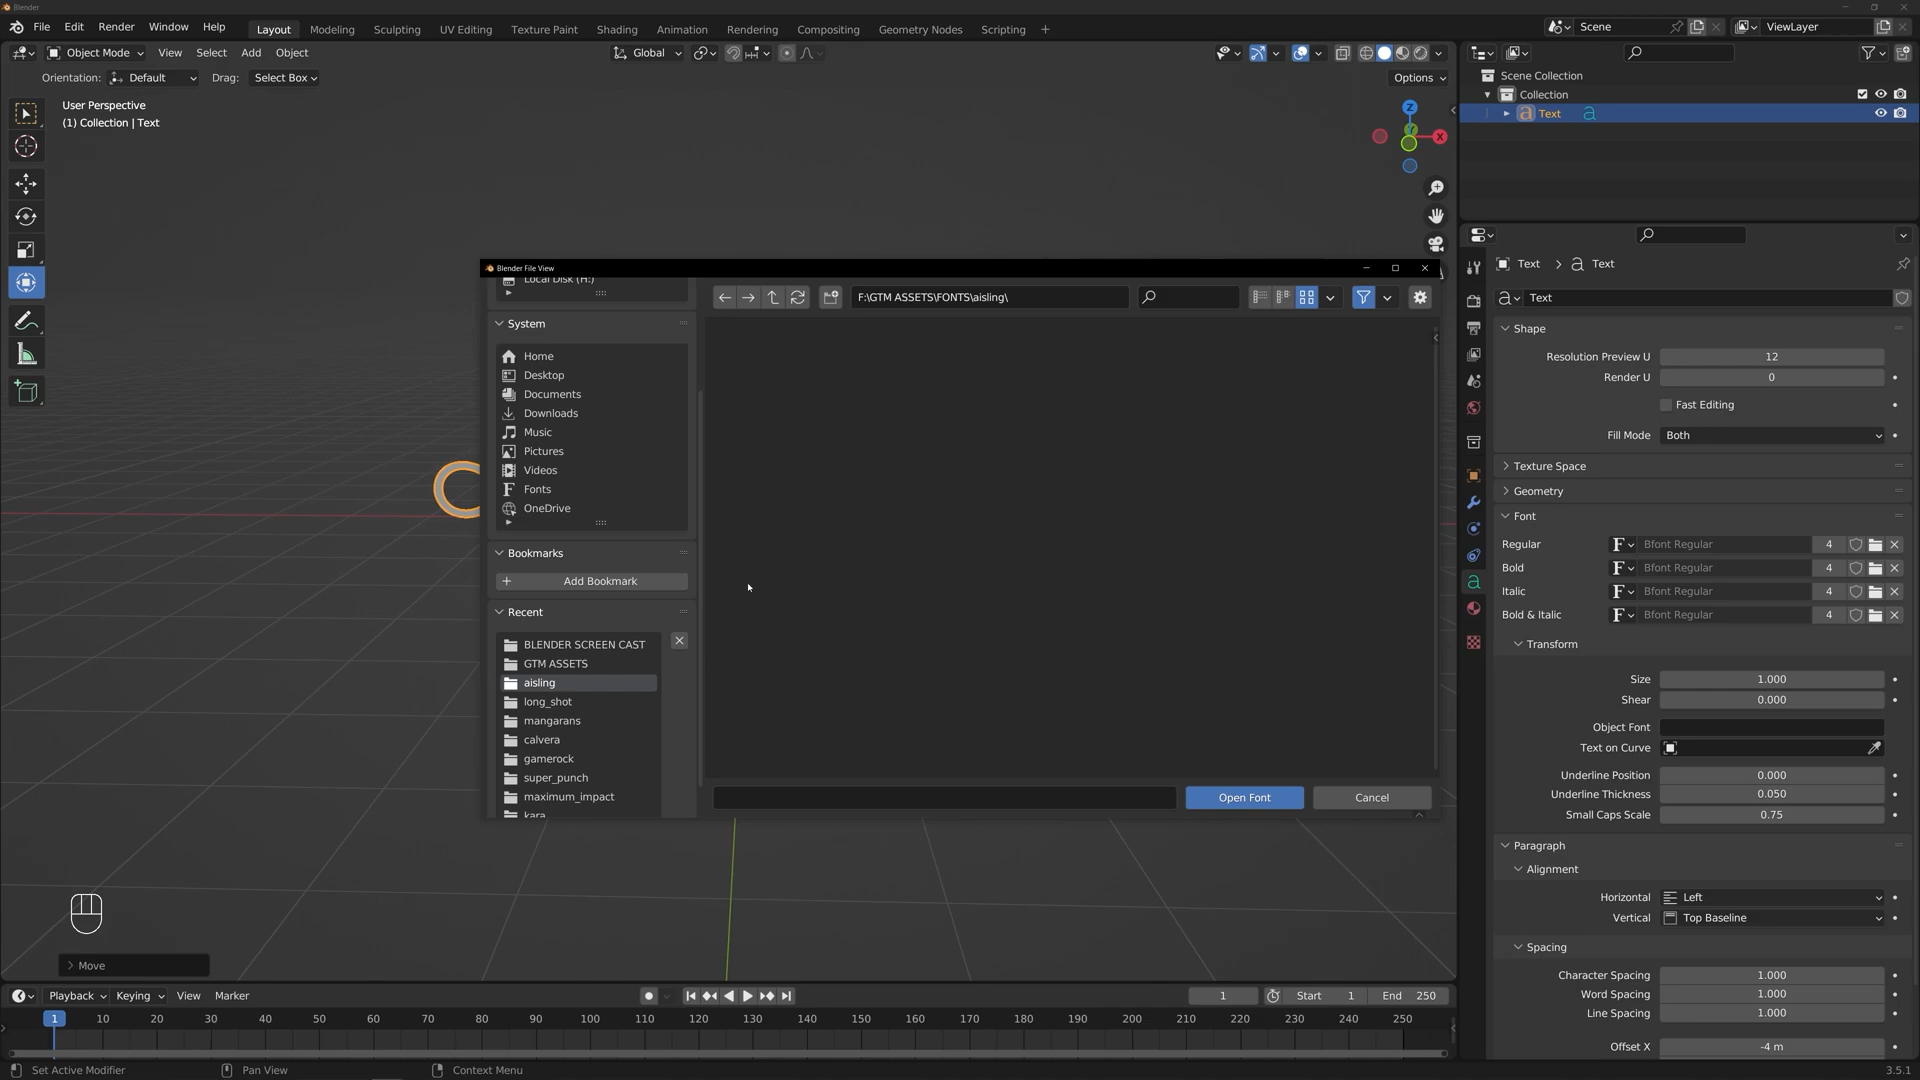 Blender
File Edit Render Window Help Layout Modeling Sculpting UV Editing Texture Paint Shading Animation Rendering Compositing Geometry Nodes Scripting + Scene ViewLayer
Object Mode View Select Add Object Global
Orientation: Default Drag: Select Box Options
User Perspective
(1) Collection | Text
Z
X
Scene Collection
Collection
Text
Text > Text
Text
Shape
Resolution Preview U 12
Render U 0
Fast Editing
Fill Mode Both
Texture Space
Geometry
Font
Regular Bfont Regular 4
Bold Bfont Regular 4
Italic Bfont Regular 4
Bold & Italic Bfont Regular 4
Transform
Size 1.000
Shear 0.000
Object Font
Text on Curve
Underline Position 0.000
Underline Thickness 0.050
Small Caps Scale 0.75
Paragraph
Alignment
Horizontal Left
Vertical Top Baseline
Spacing
Character Spacing 1.000
Word Spacing 1.000
Line Spacing 1.000
Offset X -4 m
Blender File View
Local Disk (H:)
F:\GTM ASSETS\FONTS\aisling\
System
Home
Desktop
Documents
Downloads
Music
Pictures
Videos
Fonts
OneDrive
Bookmarks
Add Bookmark
Recent
BLENDER SCREEN CAST
GTM ASSETS
aisling
long_shot
mangarans
calvera
gamerock
super_punch
maximum_impact
kara
Open Font Cancel
Move
Playback Keying View Marker 1 Start 1 End 250
1 10 20 30 40 50 60 70 80 90 100 110 120 130 140 150 160 170 180 190 200 210 220 230 240 250
Set Active Modifier Pan View Context Menu 3.5.1